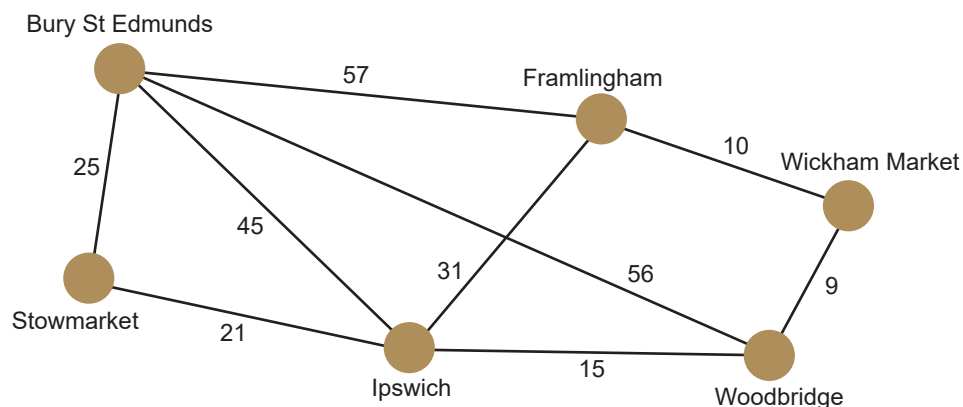 Bury St Edmunds
57
Framlingham
10
Wickham Market
25
45
31
56
9
Stowmarket
21
15
Ipswich
Woodbridge